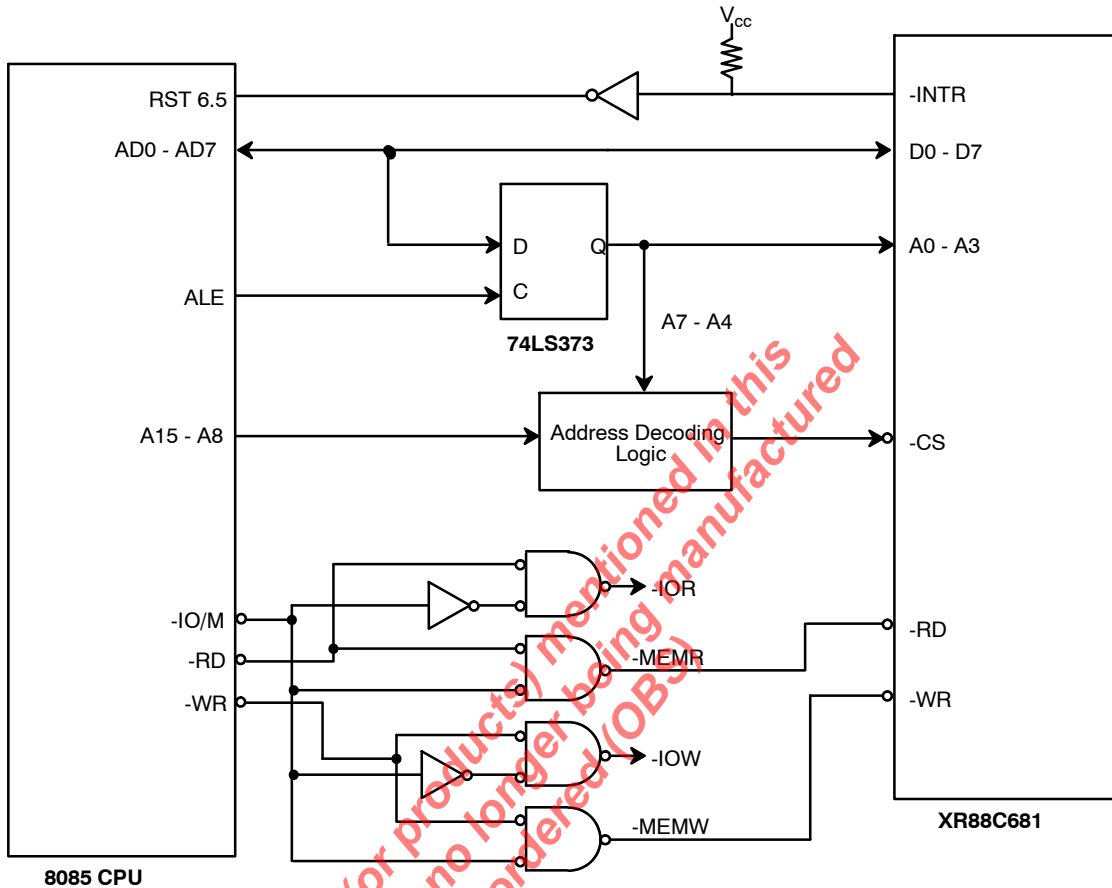 Vcc
RST 6.5
-INTR
AD0 - AD7
D0 - D7
D
Q
A0 - A3
ALE
C
A7 - A4
74LS373
A15 - A8
Address Decoding
Logic
-CS
-IOR
-IO/M
-RD
-MEMR
-RD
-WR
-WR
-IOW
-MEMW
XR88C681
8085 CPU
(or products) mentioned in this
no longer being manufactured
ordered (OBS)